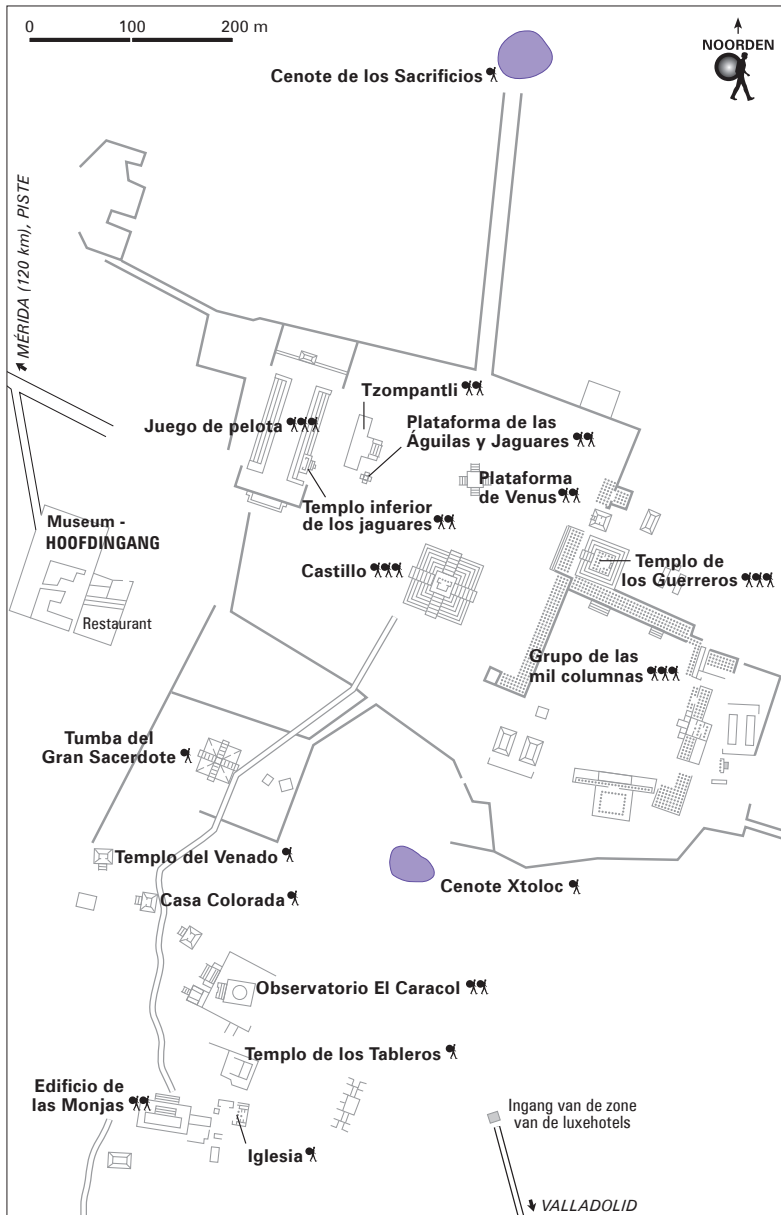 0 100 200 m
NOORDEN
Cenote de los Sacrificios
MÉRIDA (120 km), PISTE
Tzompantli
Juego de pelota
Plataforma de las
Águilas y Jaguares
Plataforma
de Venus
Templo inferior
de los jaguares
Museum -
HOOFDINGANG
Restaurant
Castillo
Templo de
los Guerreros
Grupo de las
mil columnas
Tumba del
Gran Sacerdote
Templo del Venado
Casa Colorada
Cenote Xtoloc
Observatorio El Caracol
Templo de los Tableros
Edificio de
las Monjas
Iglesia
Ingang van de zone
van de luxehotels
VALLADOLID